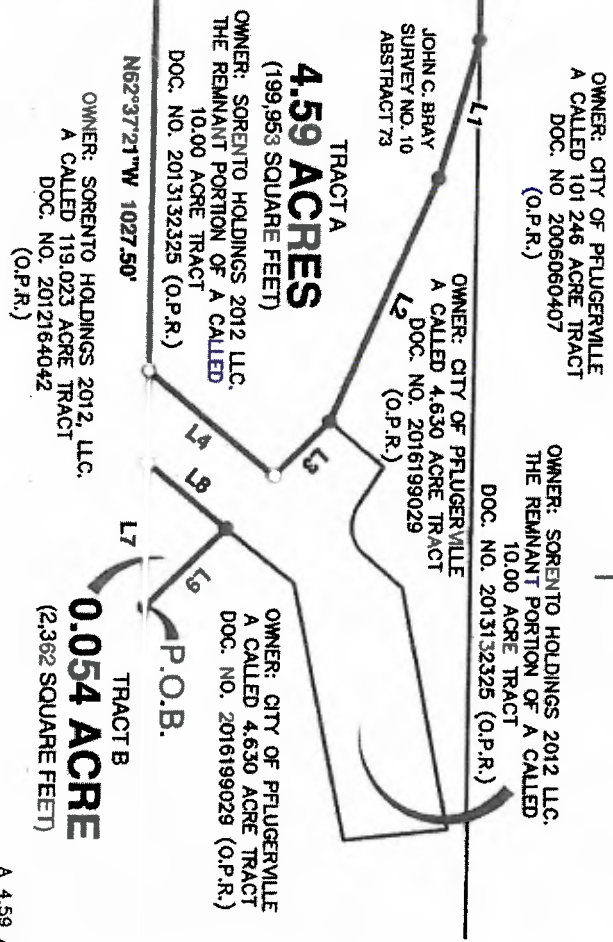 OWNER: CITY OF PFLUGERVILLE
A CALLED 101 246 ACRE TRACT
DOC. NO 2006060407
(O.P.R.)
OWNER: SORENTO HOLDINGS 2012 LLC.
THE REMNANT PORTION OF A CALLED
10.00 ACRE TRACT
DOC. NO. 2013132325 (O.P.R.)
L1
JOHN C. BRAY
SURVEY NO. 10
ABSTRACT 73
L2
OWNER: CITY OF PFLUGERVILLE
A CALLED 4.630 ACRE TRACT
DOC. NO. 2016199029
(O.P.R.)
TRACT A
4.59 ACRES
(199,953 SQUARE FEET)
OWNER: SORENTO HOLDINGS 2012 LLC.
THE REMNANT PORTION OF A CALLED
10.00 ACRE TRACT
DOC. NO. 2013132325 (O.P.R.)
L3
L4
L8
L9
L7
N62°37'21"W 1027.50'
OWNER: CITY OF PFLUGERVILLE
A CALLED 4.630 ACRE TRACT
DOC. NO. 2016199029 (O.P.R.)
P.O.B.
OWNER: SORENTO HOLDINGS 2012, LLC.
A CALLED 119.023 ACRE TRACT
DOC. NO. 2012164042
(O.P.R.)
TRACT B
0.054 ACRE
(2,362 SQUARE FEET)
A 4.59